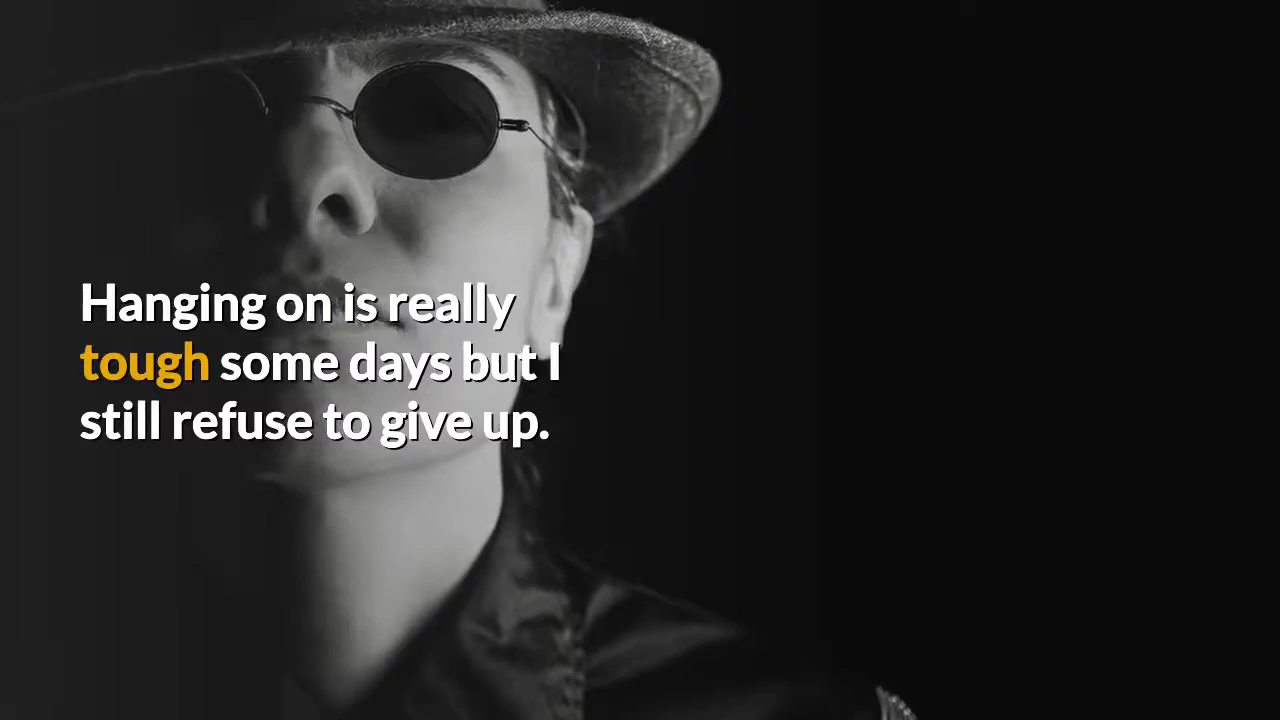 Hanging on is really
tough some days but I
still refuse to give up.